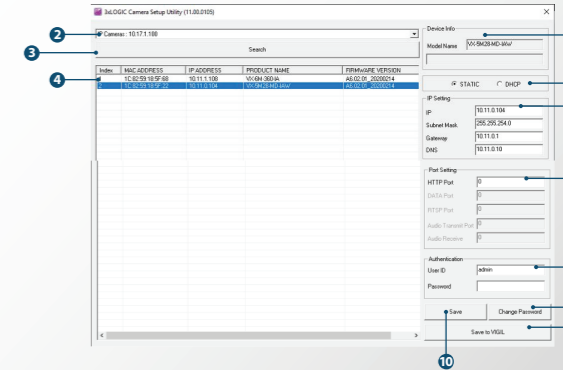 3xLOGIC Camera Setup Utility (11.00.0105)
2
IP Cameras : 10.17.1.180
3
Search
4
Index MAC ADDRESS IP ADDRESS PRODUCT NAME FIRMWARE VERSION
1 1C:82:59:18:5F:68 10.11.1.108 VX-6M-360-IA A6.02.01_20200214
2 1C:82:59:18:5F:22 10.11.0.104 VX-5M28-MD-IAW A6.02.01_20200214
Device Info
Model Name VX-5M28-MD-IAW
STATIC DHCP
IP Setting
IP 10.11.0.104
Subnet Mask 255.255.254.0
Gateway 10.11.0.1
DNS 10.11.0.10
Port Setting
HTTP Port 0
DATA Port 0
RTSP Port 0
Audio Transmit Port 0
Audio Receive 0
Authentication
User ID admin
Password
Save Change Password
Save to VIGIL
10